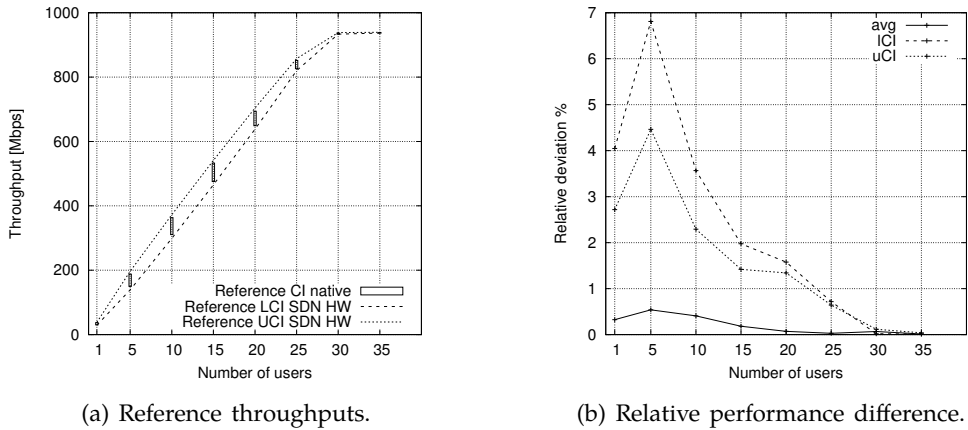 1000
800
600
400
200
0
Throughput [Mbps]
1 5 10 15 20 25 30 35
Number of users
Reference CI native
Reference LCI SDN HW
Reference UCI SDN HW
(a) Reference throughputs.
7
6
5
4
3
2
1
0
Relative deviation %
1 5 10 15 20 25 30 35
Number of users
avg
lCI
uCI
(b) Relative performance difference.